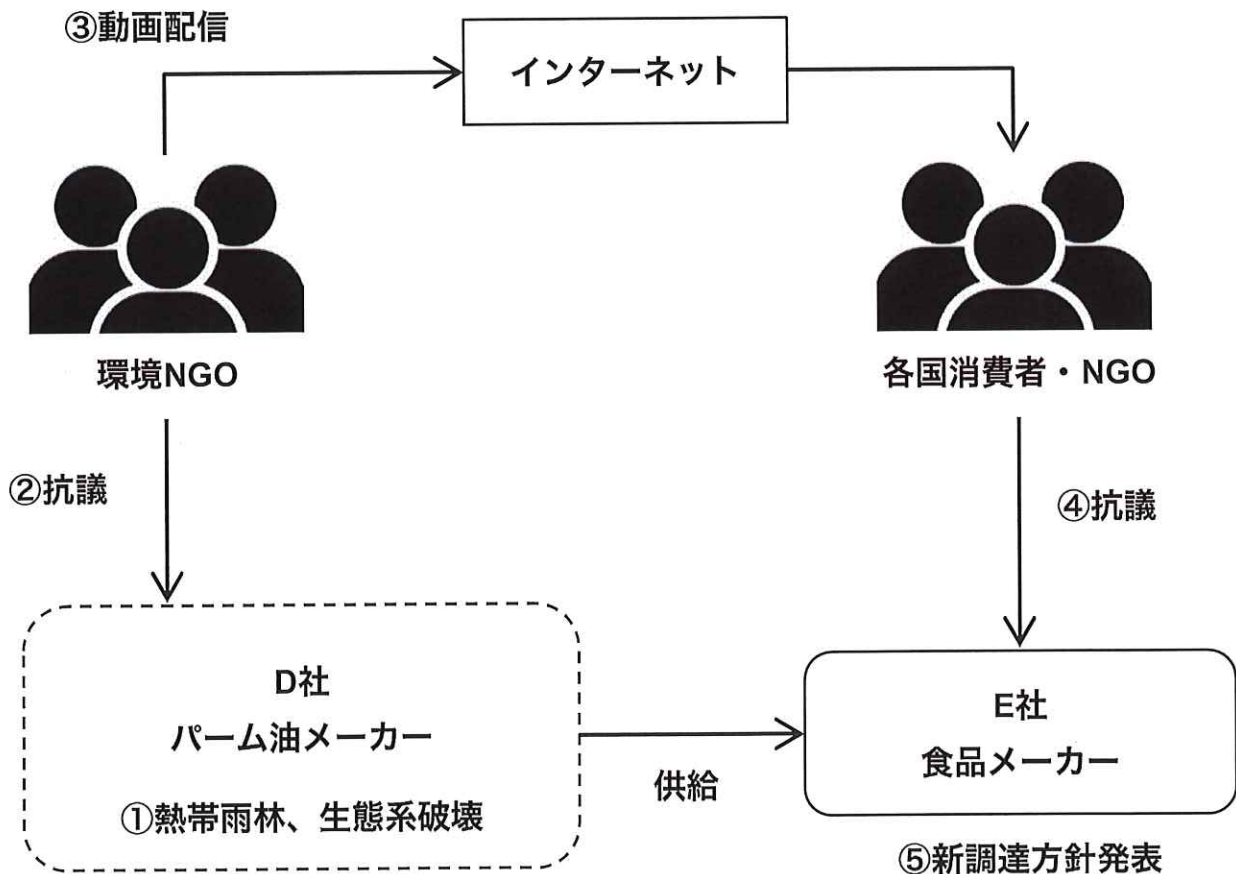 ③動画配信
インターネット
環境NGO
各国消費者・NGO
②抗議
④抗議
D社
パーム油メーカー
①熱帯雨林、生態系破壊
供給
E社
食品メーカー
⑤新調達方針発表